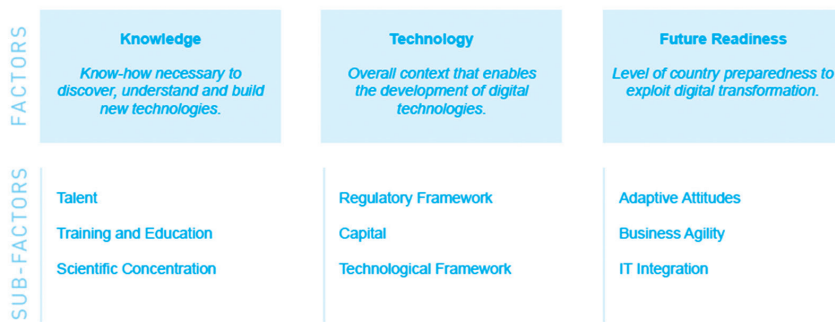 FACTORS
Knowledge
Know-how necessary to
discover, understand and build
new technologies.
Technology
Overall context that enables
the development of digital
technologies.
Future Readiness
Level of country preparedness to
exploit digital transformation.
SUB-FACTORS
Talent
Training and Education
Scientific Concentration
Regulatory Framework
Capital
Technological Framework
Adaptive Attitudes
Business Agility
IT Integration